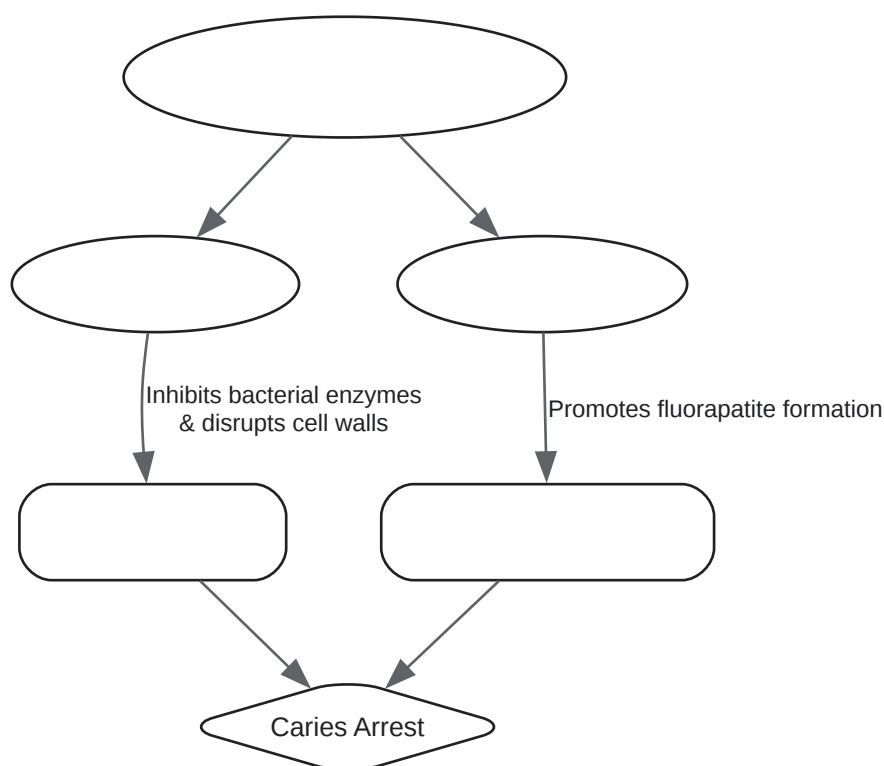 Inhibits bacterial enzymes
& disrupts cell walls
Promotes fluorapatite formation
Caries Arrest